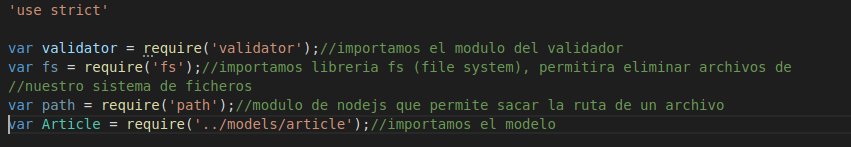 'use strict'
var validator = require('validator');//importamos el modulo del validador
var fs = require('fs');//importamos libreria fs (file system), permitira eliminar archivos de
//nuestro sistema de ficheros
var path = require('path');//modulo de nodejs que permite sacar la ruta de un archivo
var Article = require('../models/article');//importamos el modelo